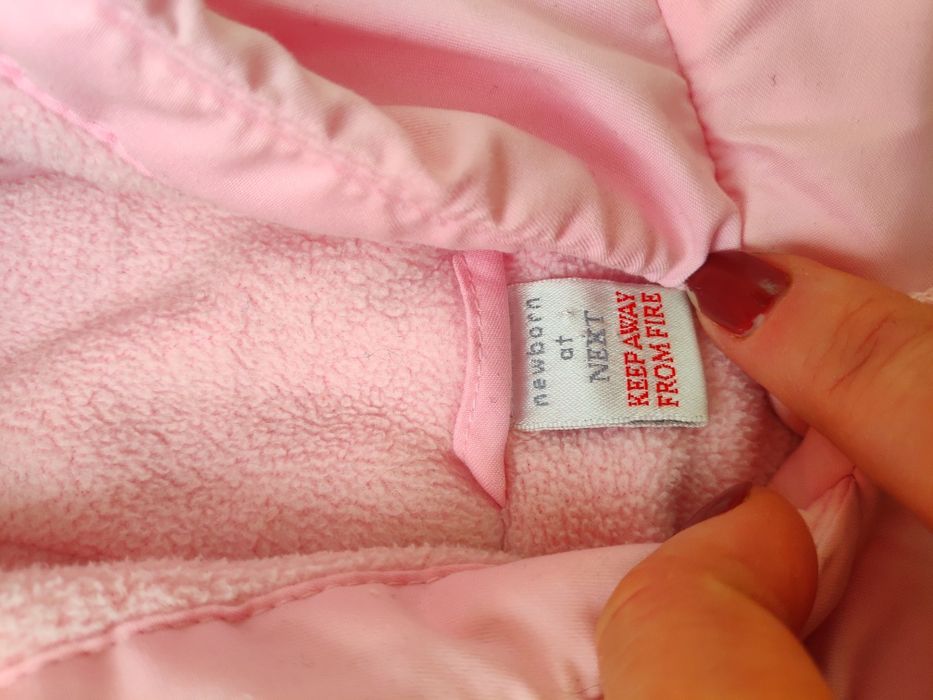 newborn
at
NEXT
KEEP AWAY
FROM FIRE